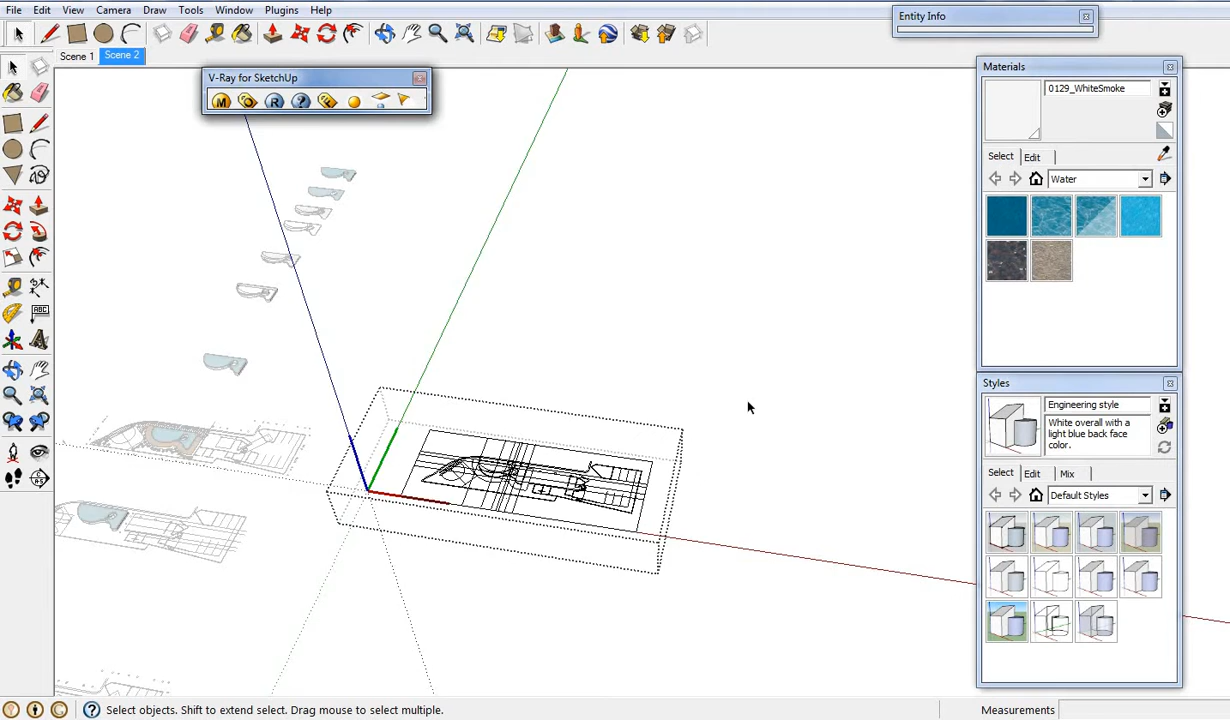 File Edit View Camera Draw Tools Window Plugins Help
Entity Info
Scene 1 Scene 2
V-Ray for SketchUp
M O R ? L
Materials
0129_WhiteSmoke
Select Edit
Water
ABC
Styles
Engineering style
White overall with a
light blue back face
color.
Select Edit Mix
Default Styles
Select objects. Shift to extend select. Drag mouse to select multiple.
Measurements